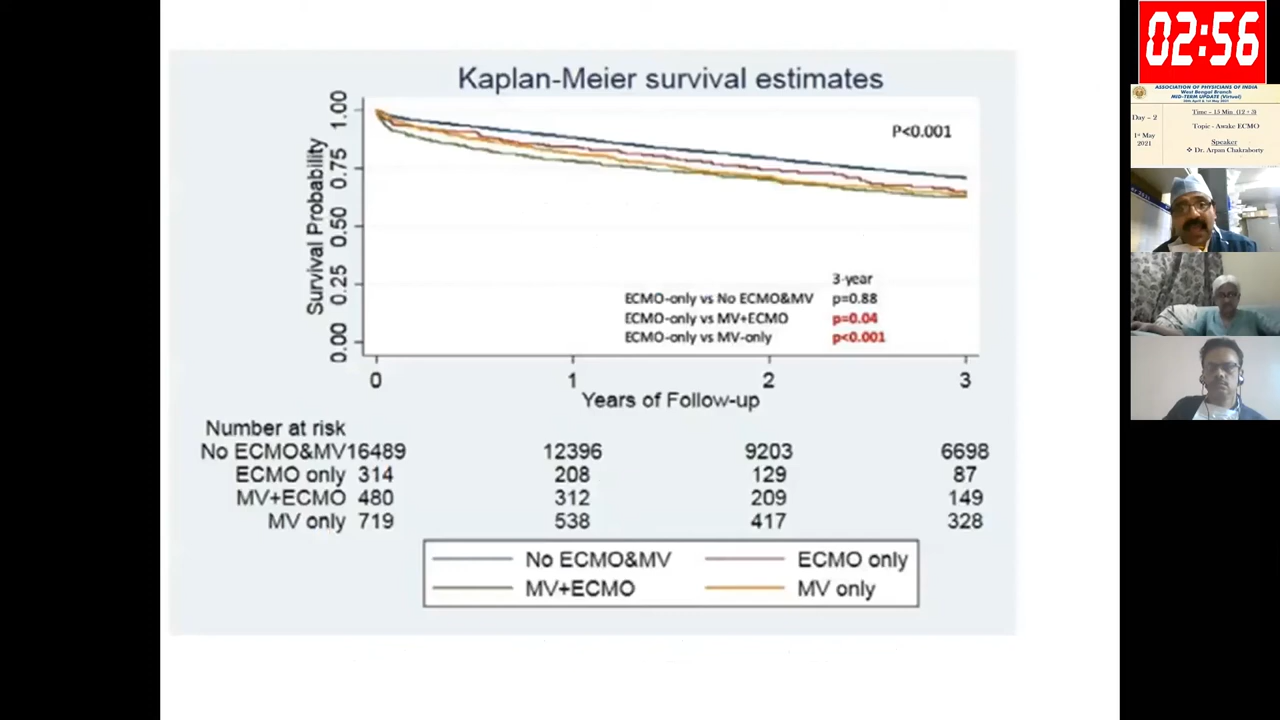 Kaplan-Meier survival estimates
Survival Probability
1.00
0.75
0.50
0.25
0.00
P<0.001
3-year
ECMO-only vs No ECMO&MV p=0.88
ECMO-only vs MV+ECMO p=0.04
ECMO-only vs MV-only p<0.001
0 1 2 3
Years of Follow-up
Number at risk
No ECMO&MV 16489 12396 9203 6698
ECMO only 314 208 129 87
MV+ECMO 480 312 209 149
MV only 719 538 417 328
No ECMO&MV ECMO only
MV+ECMO MV only
02:56
ASSOCIATION OF PHYSICIANS OF INDIA
West Bengal Branch
MID-TERM UPDATE (Virtual)
Day – 2
1st May
2021
Time – 15 Min (12 + 3)
Topic - Awake ECMO
Speaker
Dr. Arpan Chakraborty